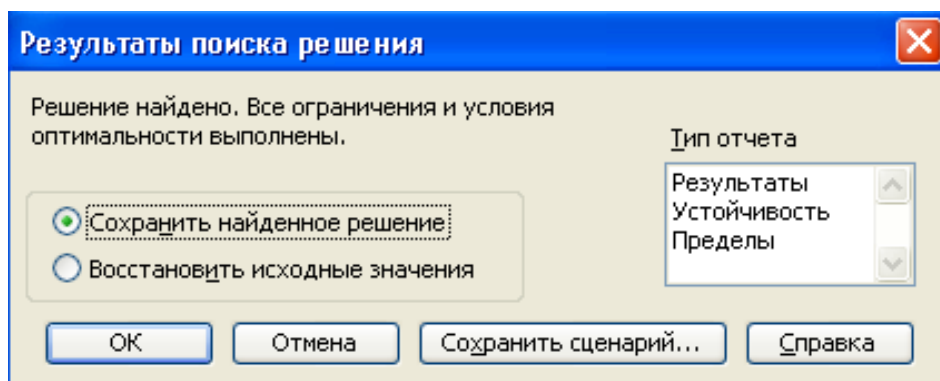 Результаты поиска решения
Решение найдено. Все ограничения и условия
оптимальности выполнены.
Тип отчета
Результаты
Устойчивость
Пределы
Сохранить найденное решение
Восстановить исходные значения
ОК
Отмена
Сохранить сценарий...
Справка